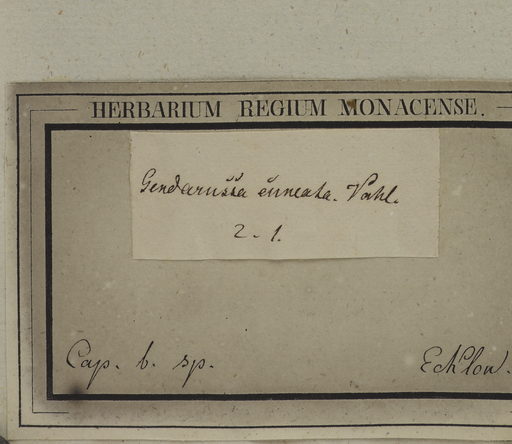 HERBARIUM REGIUM MONACENSE.
Gendarussa cuneata. Vahl.
2. 1.
Cap. b. sp.
Ecklon.